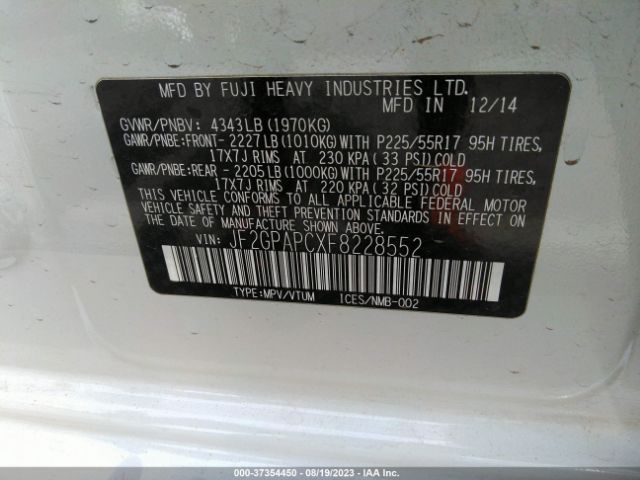 MFD BY FUJI HEAVY INDUSTRIES LTD.
MFD IN 12/14
GVWR/PNBV: 4343LB(1970KG)
GAWR/PNBE:FRONT- 2227LB(1010KG)WITH P225/55R17 95H TIRES,
17X7J RIMS AT 230 KPA(33 PSI)COLD
GAWR/PNBE:REAR - 2205LB(1000KG)WITH P225/55R17 95H TIRES,
17X7J RIMS AT 220 KPA(32 PSI)COLD
THIS VEHICLE CONFORMS TO ALL APPLICABLE FEDERAL MOTOR
VEHICLE SAFETY AND THEFT PREVENTION STANDARDS IN EFFECT ON
THE DATE OF MANUFACTURE SHOWN ABOVE.
VIN: JF2GPAPCXF8228552
TYPE:MPV/VTUM ICES/NMB-002
000-37354450 - 08/19/2023 - IAA Inc.